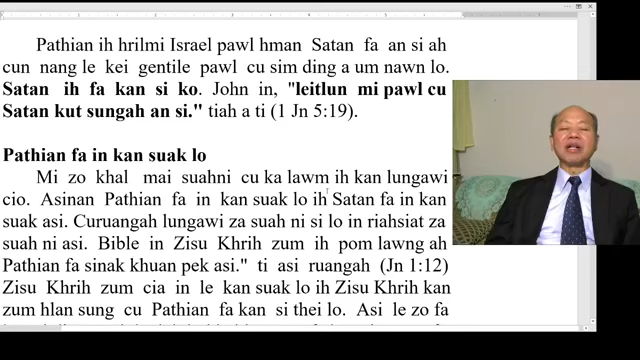 Pathian ih hrilmi Israel pawl hman Satan fa an si ah
cun nang le kei gentile pawl cu sim ding a um nawn lo.
Satan ih fa kan si ko. John in, "leitlun mi pawl cu
Satan kut sungah an si." tiah a ti (1 Jn 5:19).
Pathian fa in kan suak lo
Mi zo khal mai suahni cu ka lawm ih kan lungawi
cio. Asinan Pathian fa in kan suak lo ih Satan fa in kan
suak asi. Curuangah lungawi za suah ni si lo in riahsiat za
suah ni asi. Bible in Zisu Khrih zum ih pom lawng ah
Pathian fa sinak khuan pek asi." ti asi ruangah (Jn 1:12)
Zisu Khrih zum cia in le kan suak lo ih Zisu Khrih kan
zum hlan sung cu Pathian fa kan si thei lo. Asi le zo fa